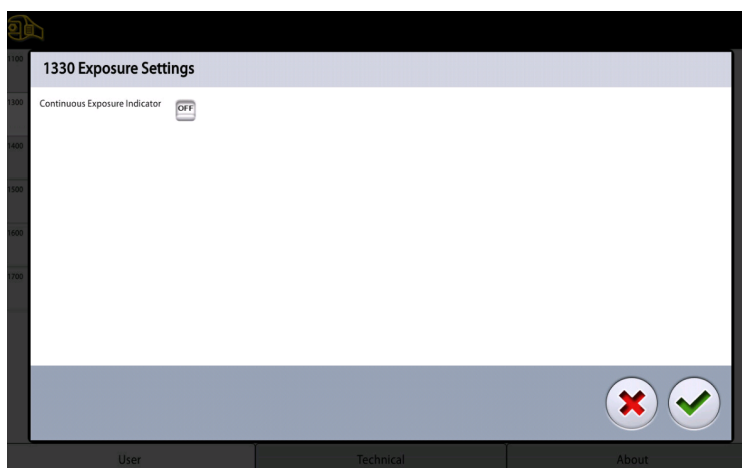 1100
1330 Exposure Settings
1300
Continuous Exposure Indicator OFF
1400
1500
1600
1700
User Technical About